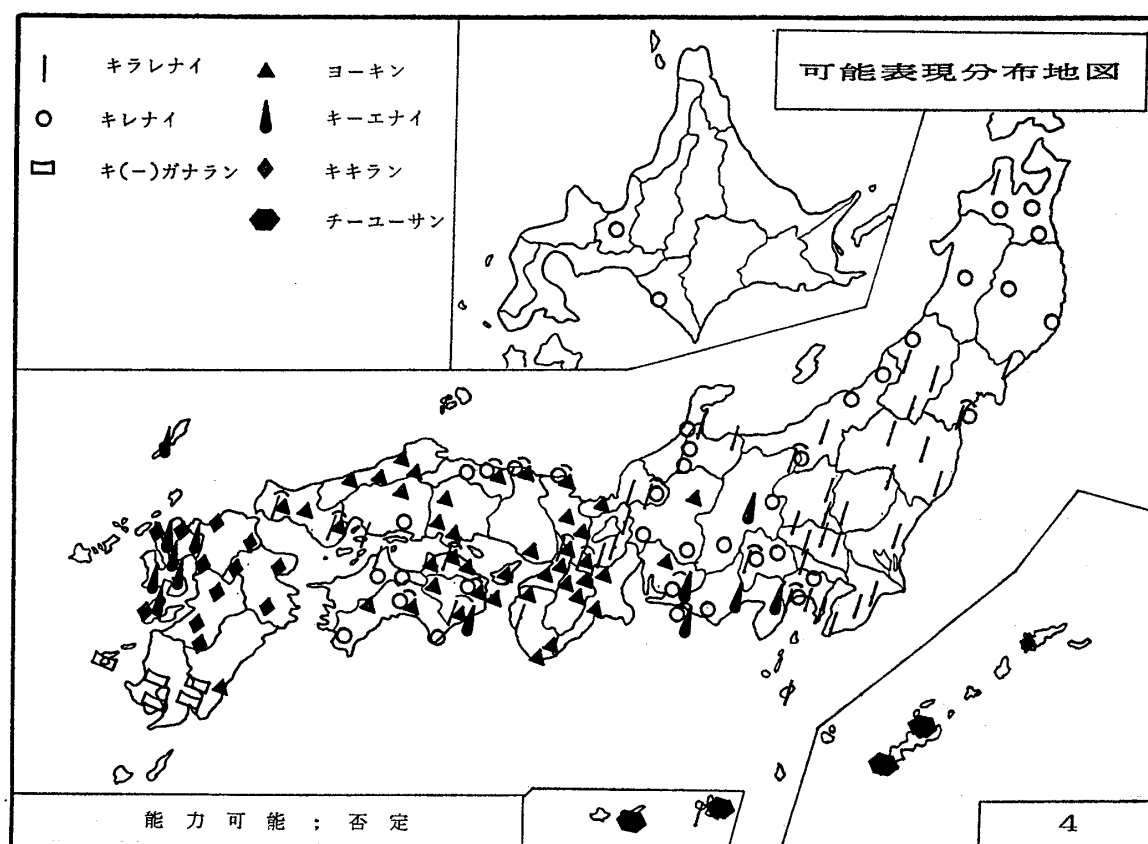 可能表現分布地図
キラレナイ
キレナイ
キ(ー)ガナラン
ヨーキン
キーエナイ
キキラン
チーユーサン
能力可能;否定
4